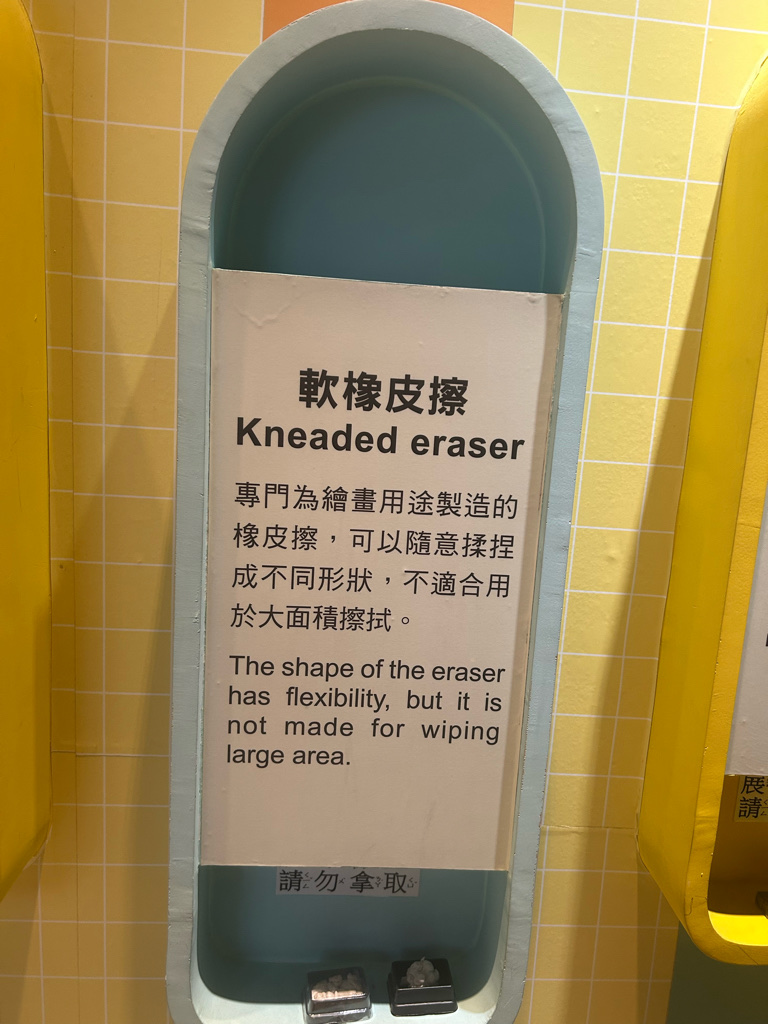 軟橡皮擦
Kneaded eraser
專門為繪畫用途製造的
橡皮擦，可以隨意揉捏
成不同形狀，不適合用
於大面積擦拭。
The shape of the eraser
has flexibility, but it is
not made for wiping
large area.
請勿拿取
展
請